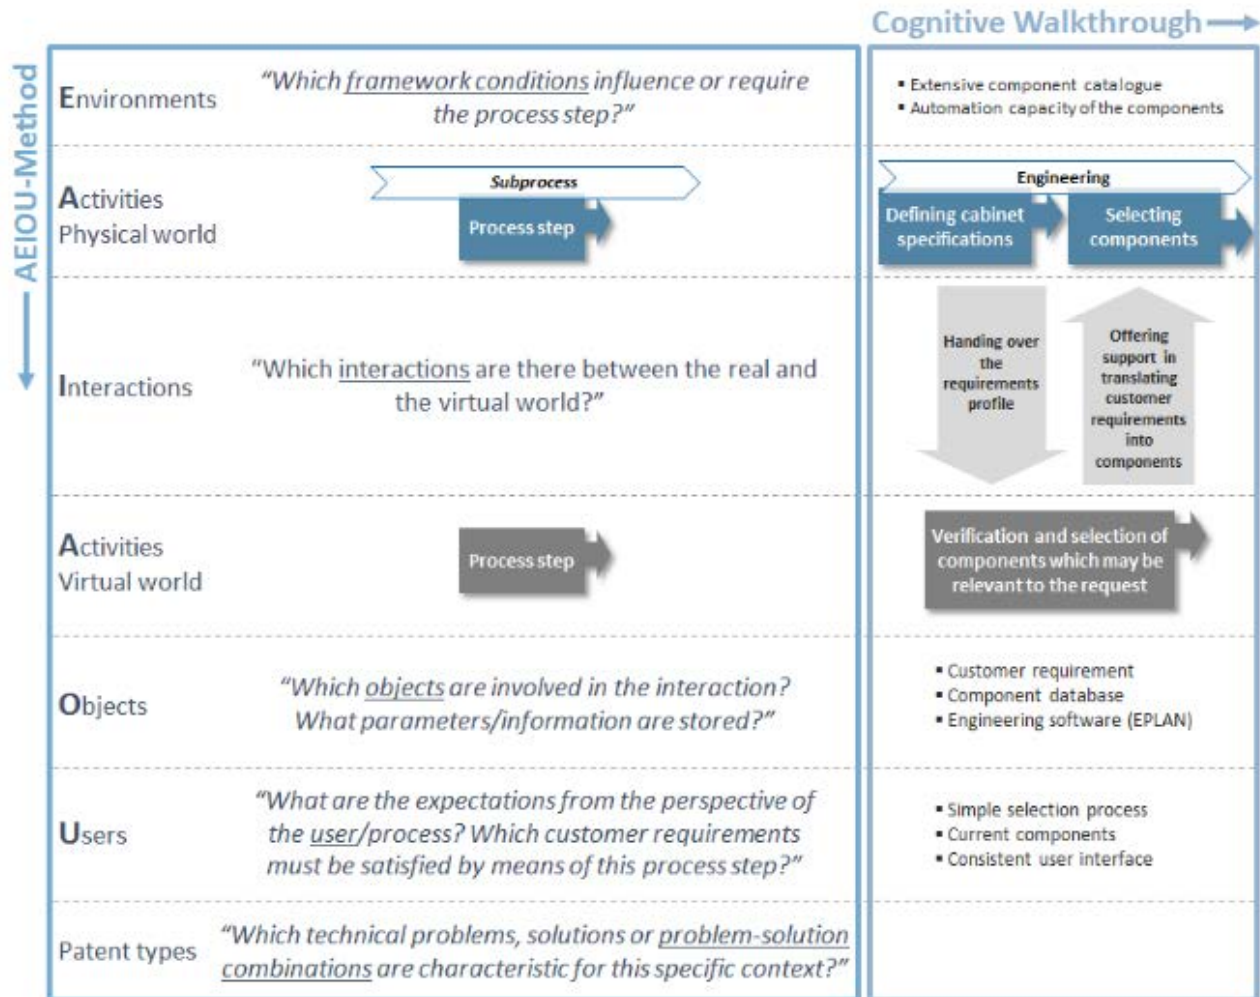 Cognitive Walkthrough
AEIOU-Method
Environments
"Which framework conditions influence or require
the process step?"
▪ Extensive component catalogue
▪ Automation capacity of the components
Activities
Physical world
Subprocess
Process step
Engineering
Defining cabinet
specifications
Selecting
components
Interactions
"Which interactions are there between the real and
the virtual world?"
Handing over
the
requirements
profile
Offering
support in
translating
customer
requirements
into
components
Activities
Virtual world
Process step
Verification and selection of
components which may be
relevant to the request
Objects
"Which objects are involved in the interaction?
What parameters/information are stored?"
▪ Customer requirement
▪ Component database
▪ Engineering software (EPLAN)
Users
"What are the expectations from the perspective of
the user/process? Which customer requirements
must be satisfied by means of this process step?"
▪ Simple selection process
▪ Current components
▪ Consistent user interface
Patent types
"Which technical problems, solutions or problem-solution
combinations are characteristic for this specific context?"